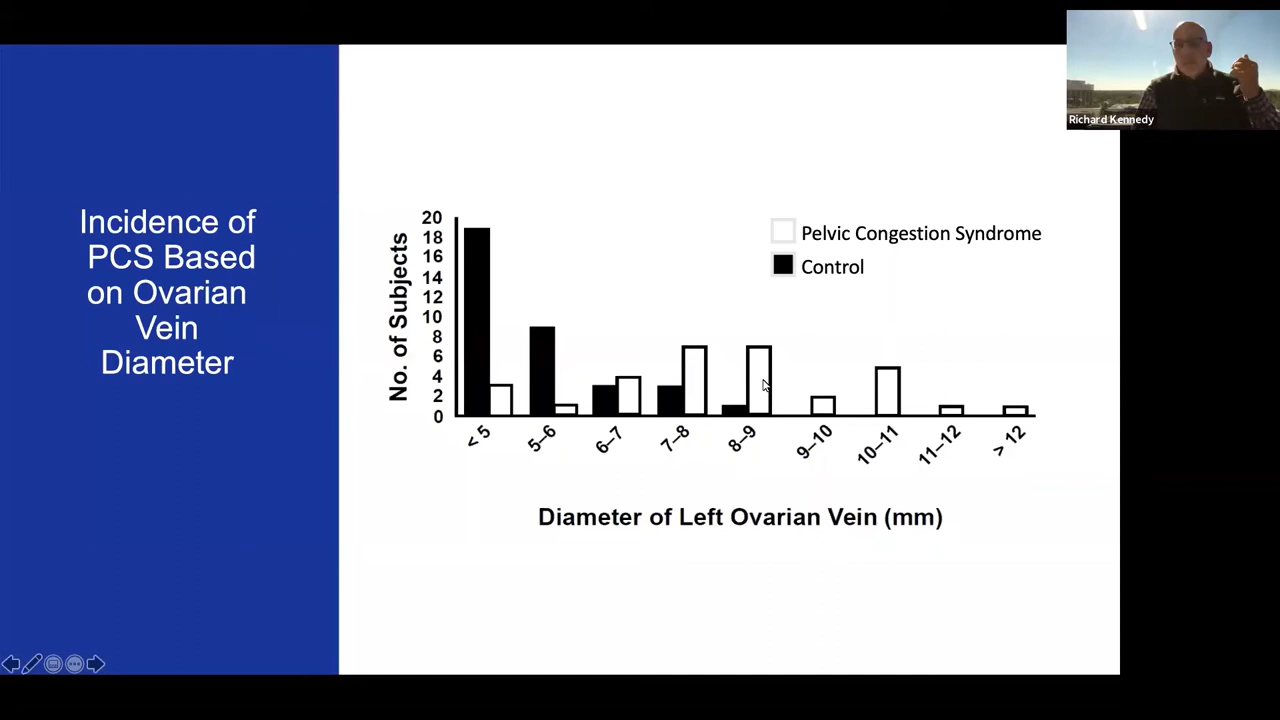 Richard Kennedy
Incidence of
PCS Based
on Ovarian
Vein
Diameter
Pelvic Congestion Syndrome
Control
No. of Subjects
20
18
16
14
12
10
8
6
4
2
0
< 5
5–6
6–7
7–8
8–9
9–10
10–11
11–12
> 12
Diameter of Left Ovarian Vein (mm)